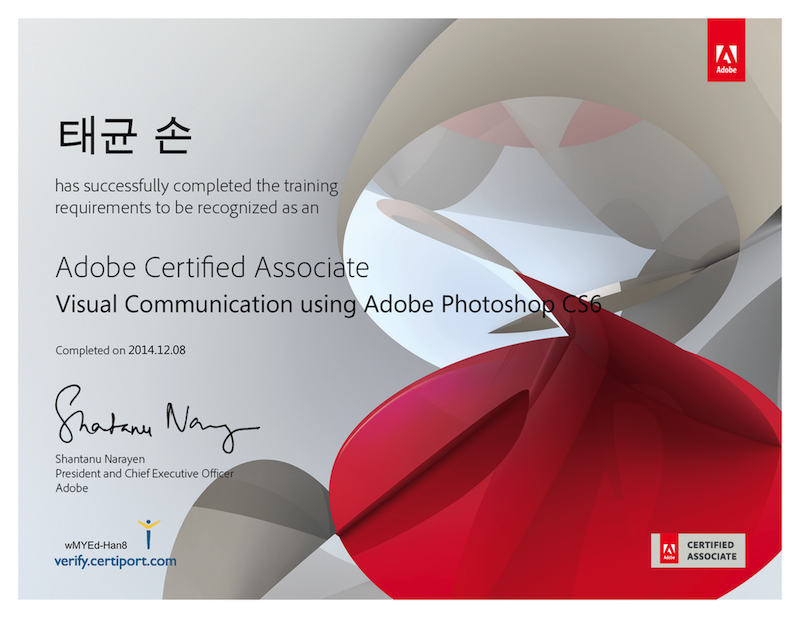 Adobe
태균 손
has successfully completed the training
requirements to be recognized as an
Adobe Certified Associate
Visual Communication using Adobe Photoshop CS6
Completed on 2014.12.08
Shantanu Narayen
Shantanu Narayen
President and Chief Executive Officer
Adobe
wMYEd-Han8
verify.certiport.com
Adobe
CERTIFIED
ASSOCIATE